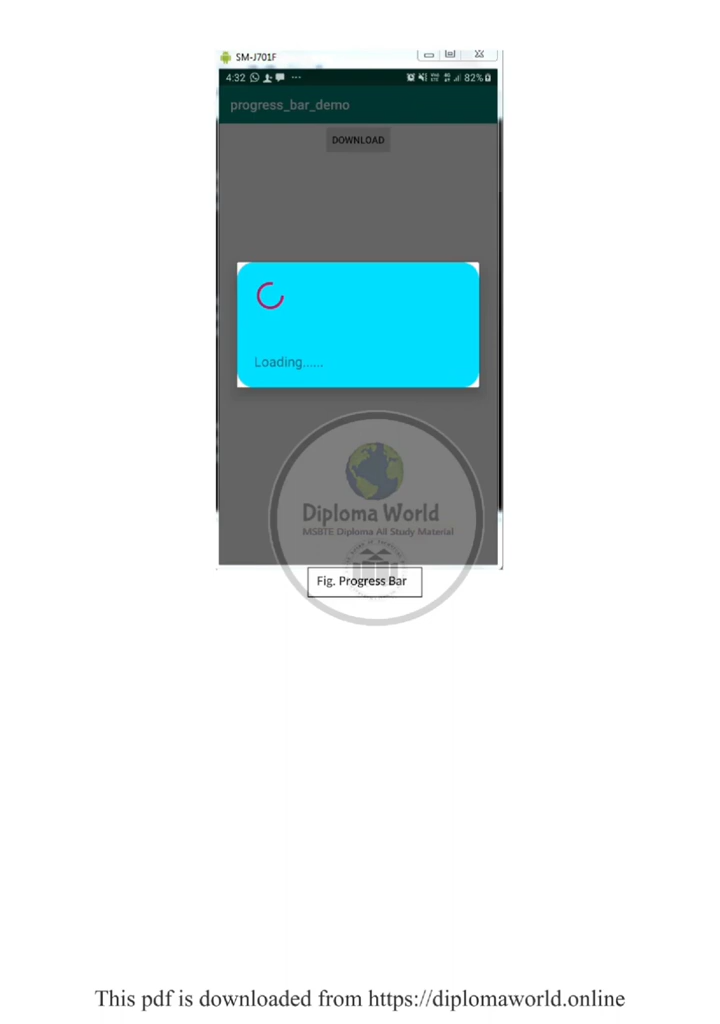 SM-J701F
4:32 82%
progress_bar_demo
DOWNLOAD
Loading......
Diploma World
MSBTE Diploma All Study Material
Fig. Progress Bar
This pdf is downloaded from https://diplomaworld.online